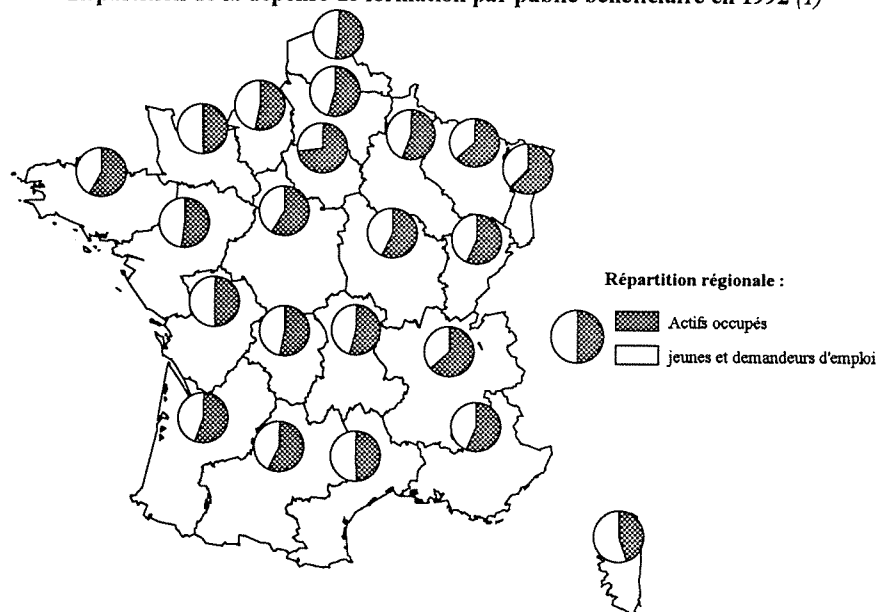 de la dépense de formation par public bénéficiaire en 1992 (1)
Répartition régionale :
Actifs occupés
jeunes et demandeurs d'emploi